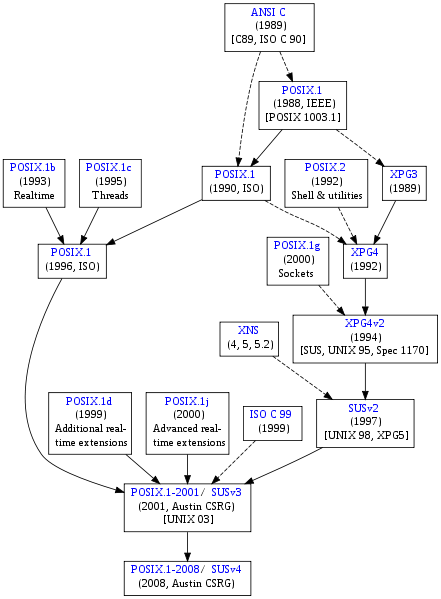 ANSI C
(1989)
[C89, ISO C 90]
POSIX.1
(1988, IEEE)
[POSIX 1003.1]
POSIX.1b
(1993)
Realtime
POSIX.1c
(1995)
Threads
POSIX.1
(1990, ISO)
POSIX.2
(1992)
Shell & utilities
XPG3
(1989)
POSIX.1
(1996, ISO)
POSIX.1g
(2000)
Sockets
XPG4
(1992)
XNS
(4, 5, 5.2)
XPG4v2
(1994)
[SUS, UNIX 95, Spec 1170]
POSIX.1d
(1999)
Additional real-
time extensions
POSIX.1j
(2000)
Advanced real-
time extensions
ISO C 99
(1999)
SUSv2
(1997)
[UNIX 98, XPG5]
POSIX.1-2001/ SUSv3
(2001, Austin CSRG)
[UNIX 03]
POSIX.1-2008/ SUSv4
(2008, Austin CSRG)